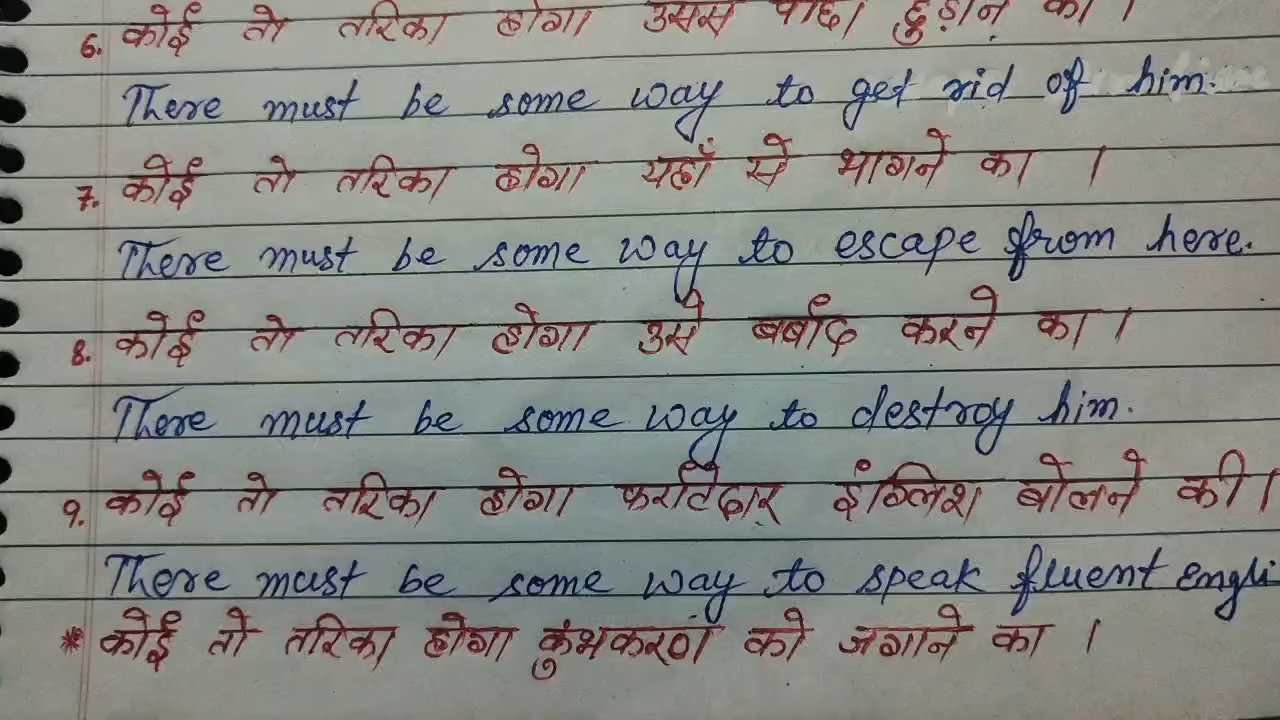 6. कोई तो तरिका होगा उससे पीछा छुड़ाने का ।
There must be some way to get rid of him.
7. कोई तो तरिका होगा यहाँ से भागने का ।
There must be some way to escape from here.
8. कोई तो तरिका होगा उसे बर्बाद करने का ।
There must be some way to destroy him.
9. कोई तो तरिका होगा फर्राटेदार इंग्लिश बोलने की ।
There must be some way to speak fluent Engli
* कोई तो तरिका होगा कुंभकरण को जगाने का ।